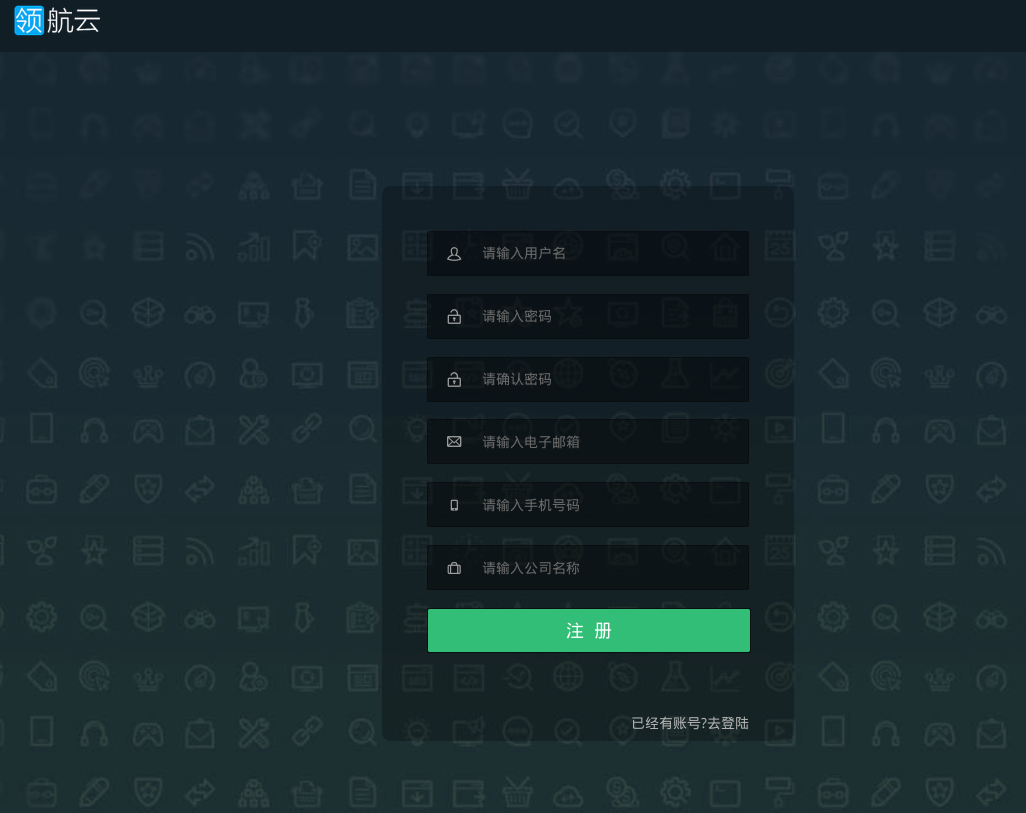 领航云
请输入用户名
请输入密码
请确认密码
请输入电子邮箱
请输入手机号码
请输入公司名称
注 册
已经有账号?去登陆